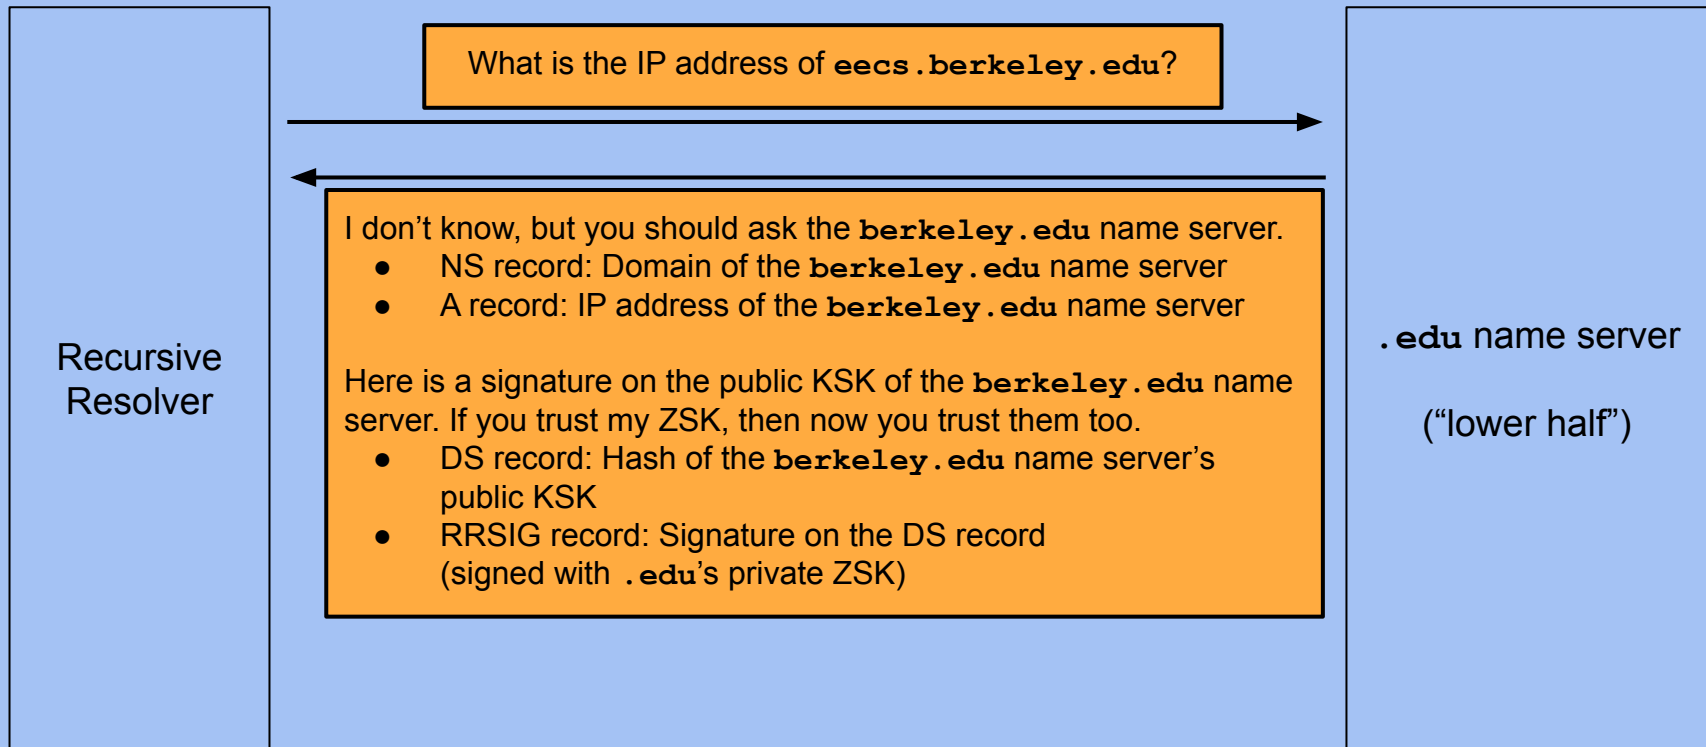 What is the IP address of eecs.berkeley.edu?
I don’t know, but you should ask the berkeley.edu name server.
● NS record: Domain of the berkeley.edu name server
● A record: IP address of the berkeley.edu name server
Here is a signature on the public KSK of the berkeley.edu name
server. If you trust my ZSK, then now you trust them too.
● DS record: Hash of the berkeley.edu name server’s
public KSK
● RRSIG record: Signature on the DS record
(signed with .edu’s private ZSK)
Recursive
Resolver
.edu name server
(“lower half”)